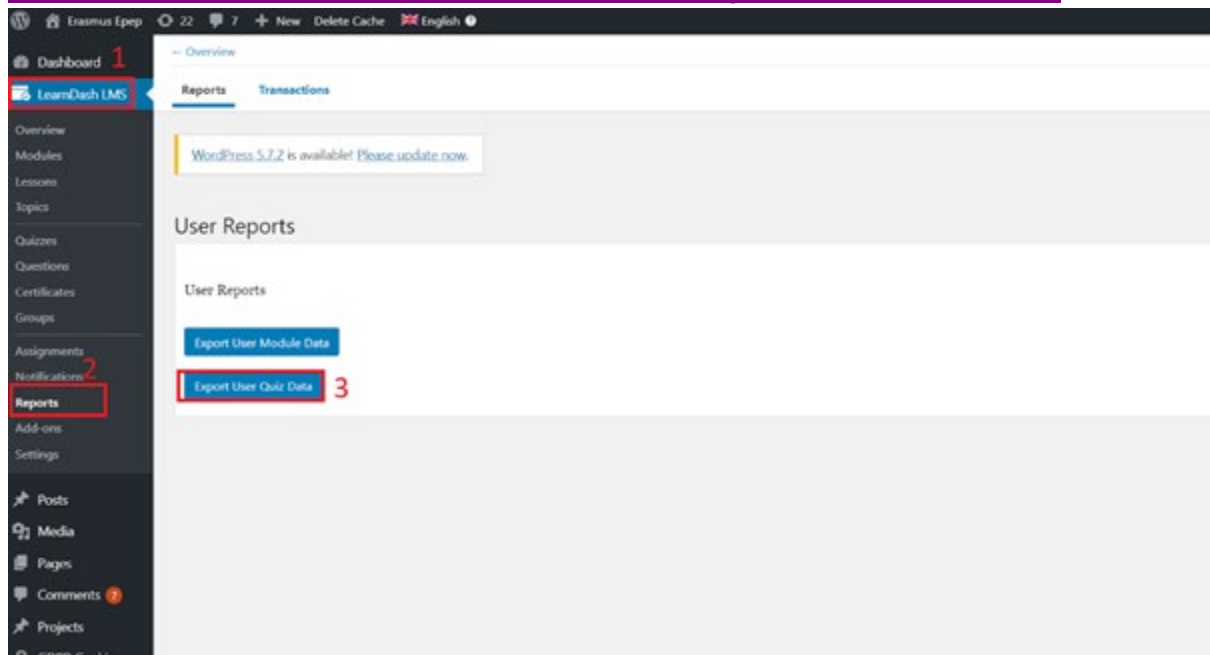 Erasmus Epep 22 7 + New Delete Cache English
Dashboard 1
LearnDash LMS
Overview
Modules
Lessons
Topics
Quizzes
Questions
Certificates
Groups
Assignments
Notifications 2
Reports
Add-ons
Settings
Posts
Media
Pages
Comments 7
Projects
← Overview
Reports Transactions
WordPress 5.7.2 is available! Please update now.
User Reports
User Reports
Export User Module Data
Export User Quiz Data 3